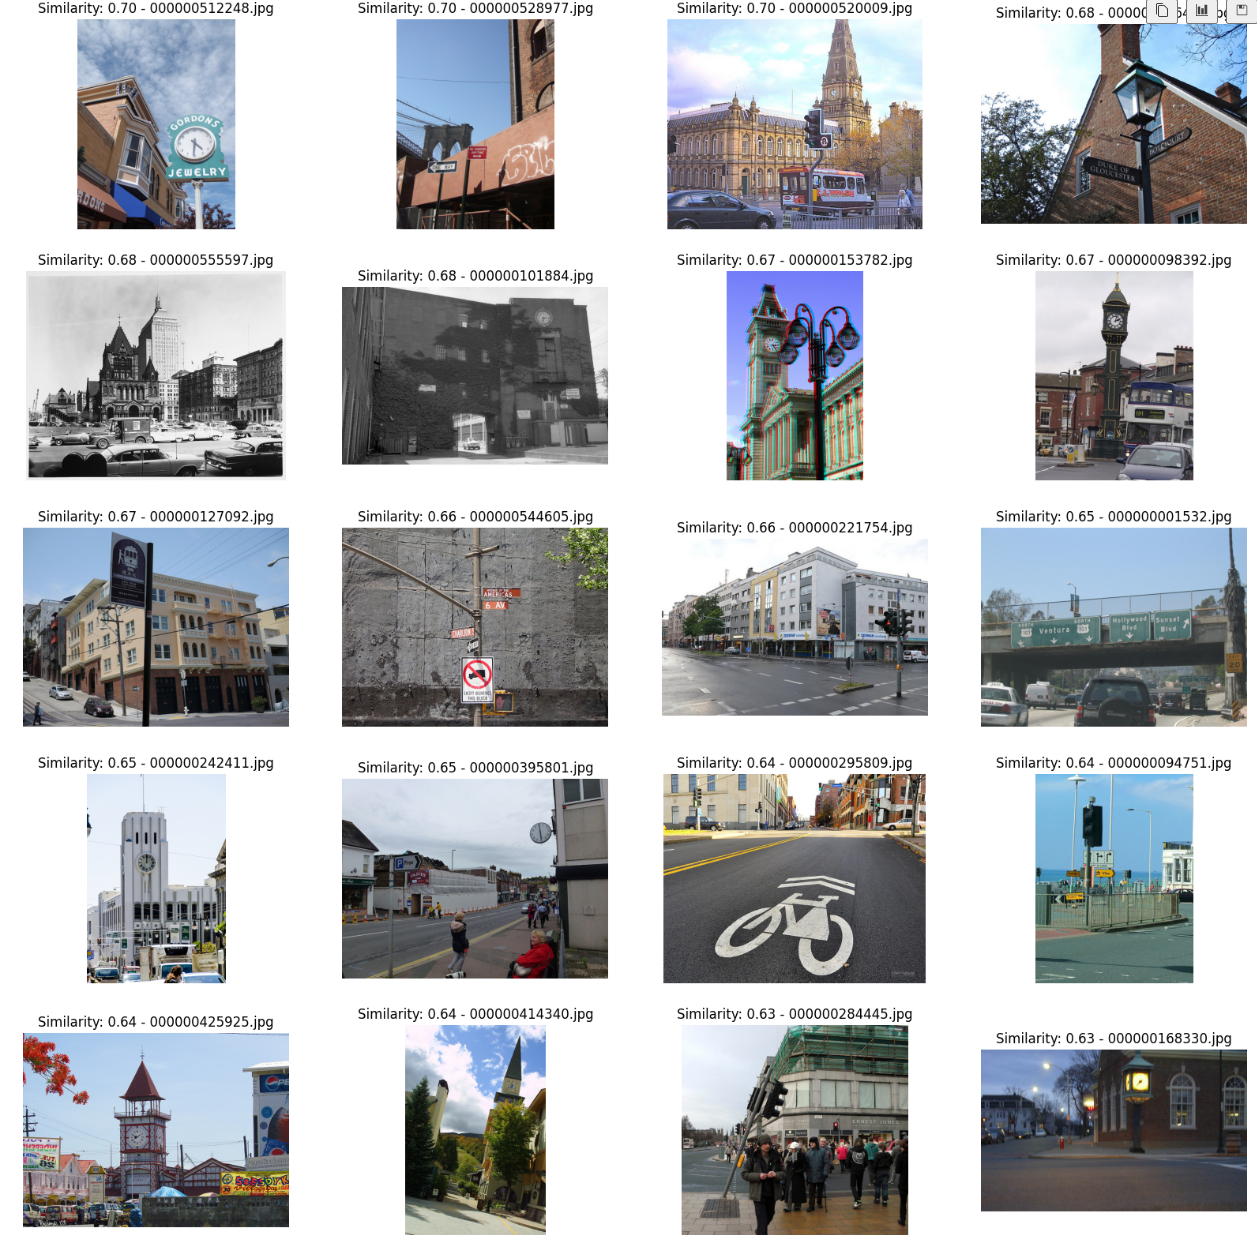 Similarity: 0.70 - 000000512248.jpg
Similarity: 0.70 - 000000528977.jpg
Similarity: 0.70 - 000000520009.jpg
Similarity: 0.68 -
GORDONS
JEWELRY
DUKE OF
GLOUCESTER
Similarity: 0.68 - 000000555597.jpg
Similarity: 0.68 - 000000101884.jpg
Similarity: 0.67 - 000000153782.jpg
Similarity: 0.67 - 000000098392.jpg
Similarity: 0.67 - 000000127092.jpg
Similarity: 0.66 - 000000544605.jpg
Similarity: 0.66 - 000000221754.jpg
Similarity: 0.65 - 000000001532.jpg
AMERICAS
6 AV
Ventura
Hollywood
Blvd
Sunset
Blvd
Similarity: 0.65 - 000000242411.jpg
Similarity: 0.65 - 000000395801.jpg
Similarity: 0.64 - 000000295809.jpg
Similarity: 0.64 - 000000094751.jpg
P
Similarity: 0.64 - 000000425925.jpg
Similarity: 0.64 - 000000414340.jpg
Similarity: 0.63 - 000000284445.jpg
Similarity: 0.63 - 000000168330.jpg
ERNEST JONES